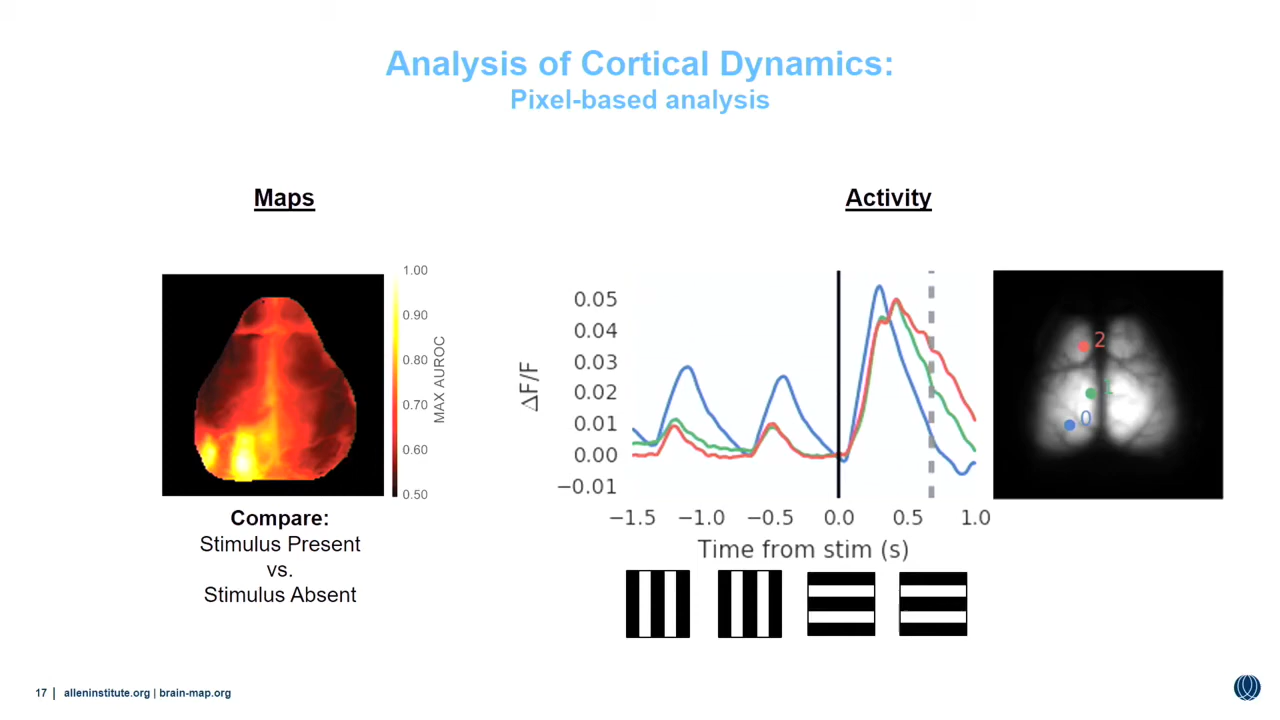 Analysis of Cortical Dynamics:
Pixel-based analysis
Maps
1.00
0.90
0.80
0.70
0.60
0.50
MAX AUROC
Compare:
Stimulus Present
vs.
Stimulus Absent
Activity
0.05
0.04
0.03
0.02
0.01
0.00
−0.01
ΔF/F
−1.5 −1.0 −0.5 0.0 0.5 1.0
Time from stim (s)
2
1
0
17 | alleninstitute.org | brain-map.org